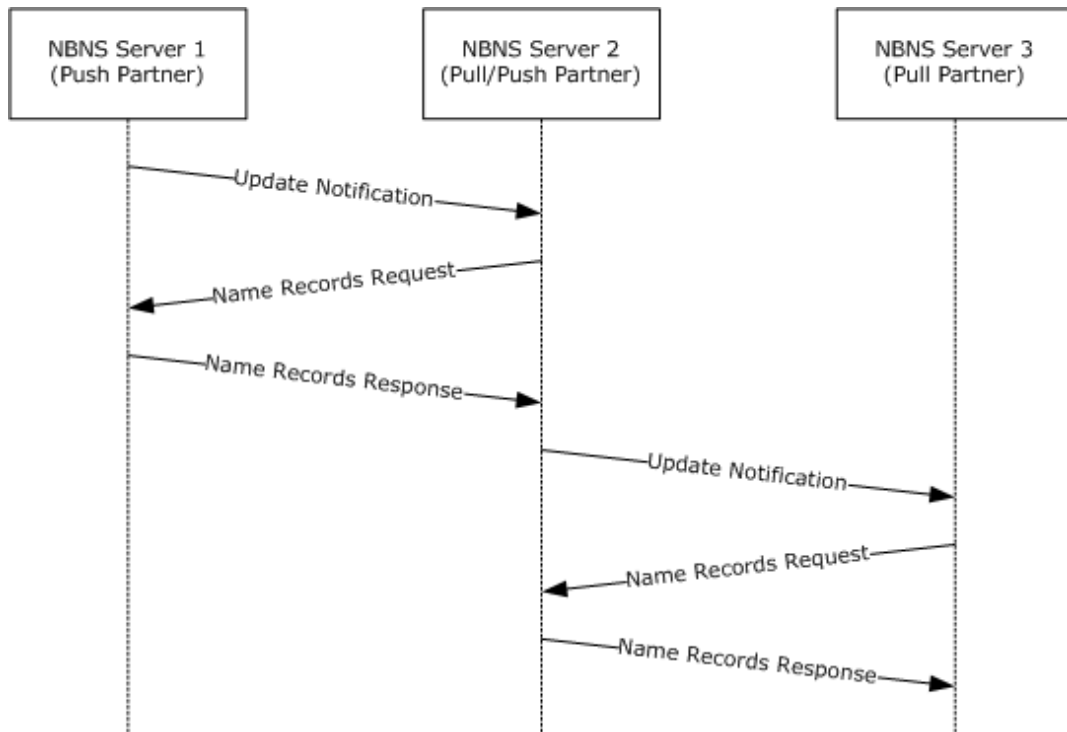 NBNS Server 1
(Push Partner)
NBNS Server 2
(Pull/Push Partner)
NBNS Server 3
(Pull Partner)
Update Notification
Name Records Request
Name Records Response
Update Notification
Name Records Request
Name Records Response